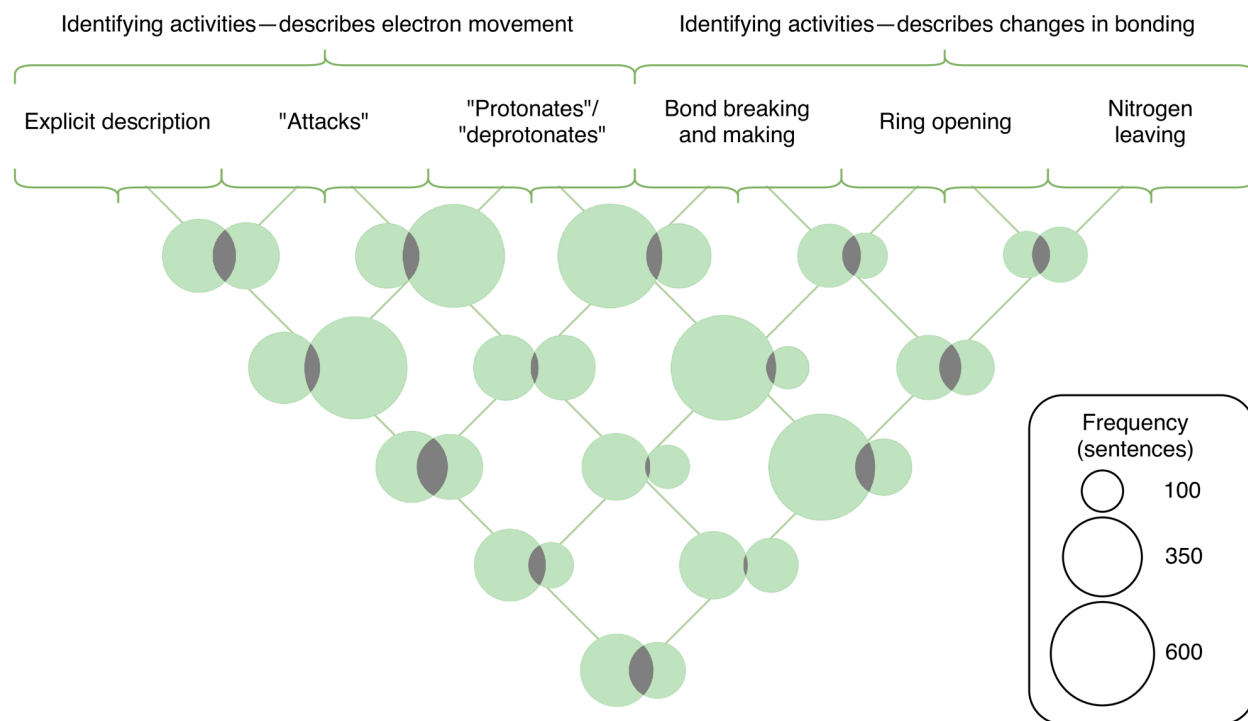 Identifying activities—describes electron movement
Identifying activities—describes changes in bonding
Explicit description
"Attacks"
"Protonates"/
"deprotonates"
Bond breaking
and making
Ring opening
Nitrogen
leaving
Frequency
(sentences)
100
350
600